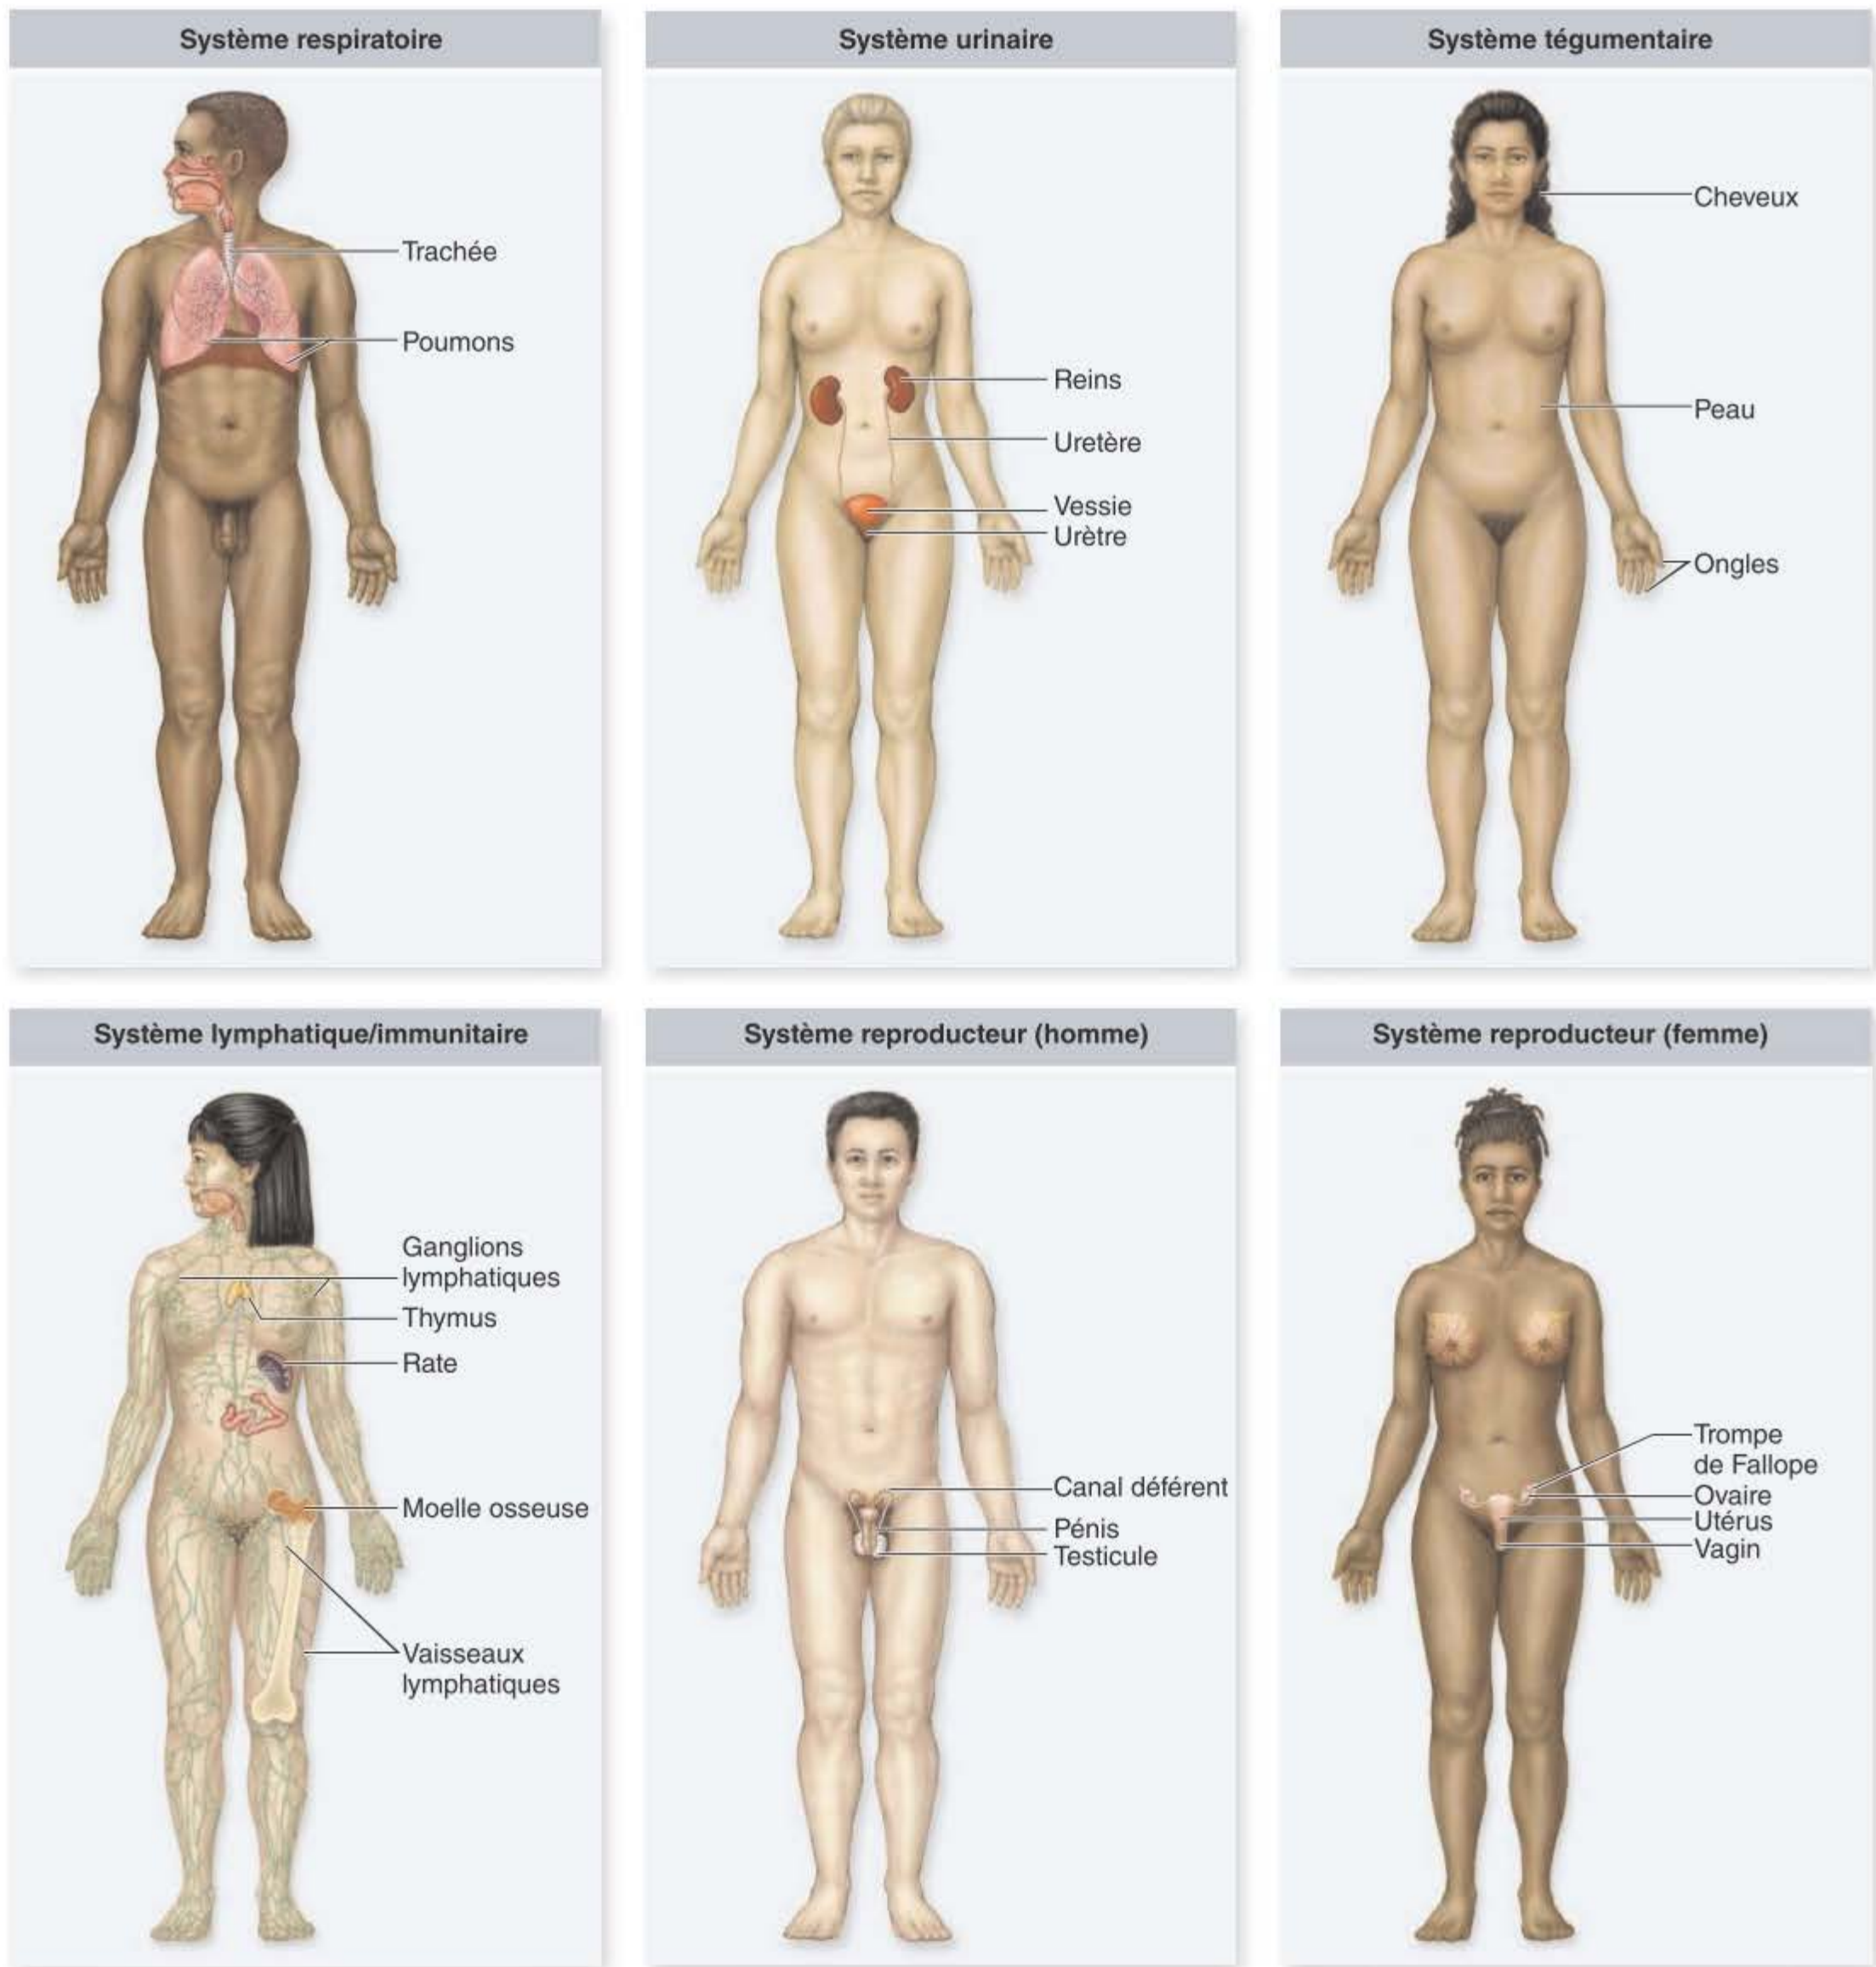 Système respiratoire
Trachée
Poumons
Système urinaire
Reins
Uretère
Vessie
Urètre
Système tégumentaire
Cheveux
Peau
Ongles
Système lymphatique/immunitaire
Ganglions
lymphatiques
Thymus
Rate
Moelle osseuse
Vaisseaux
lymphatiques
Système reproducteur (homme)
Canal déférent
Pénis
Testicule
Système reproducteur (femme)
Trompe
de Fallope
Ovaire
Utérus
Vagin